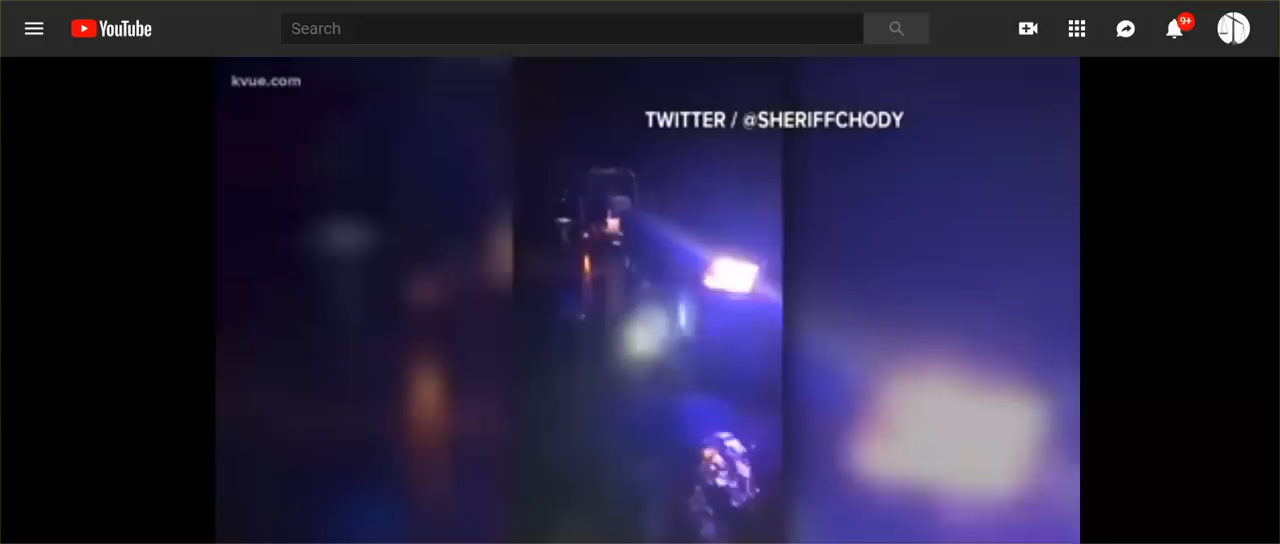 YouTube
Search
9+
kvue.com
TWITTER / @SHERIFFCHODY